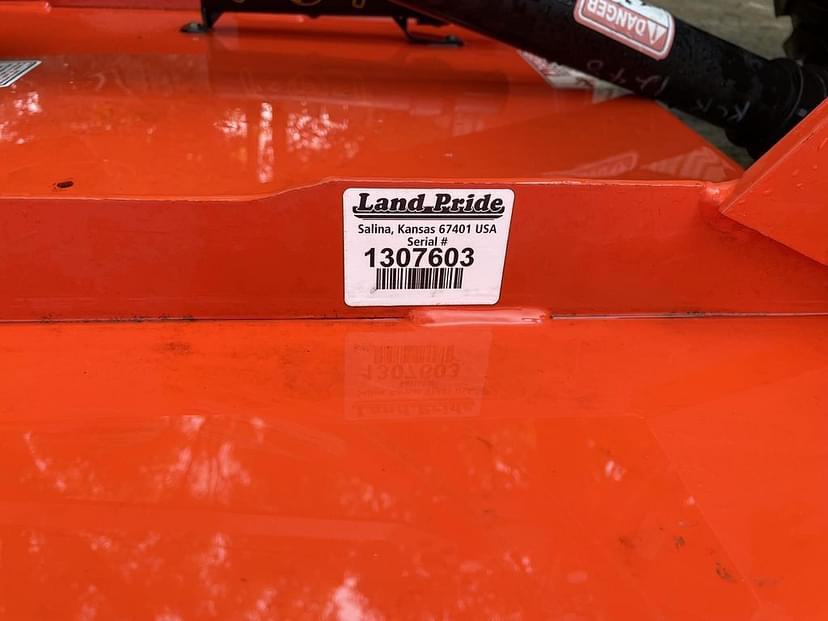 DANGER
Land Pride
Salina, Kansas 67401 USA
Serial #
1307603